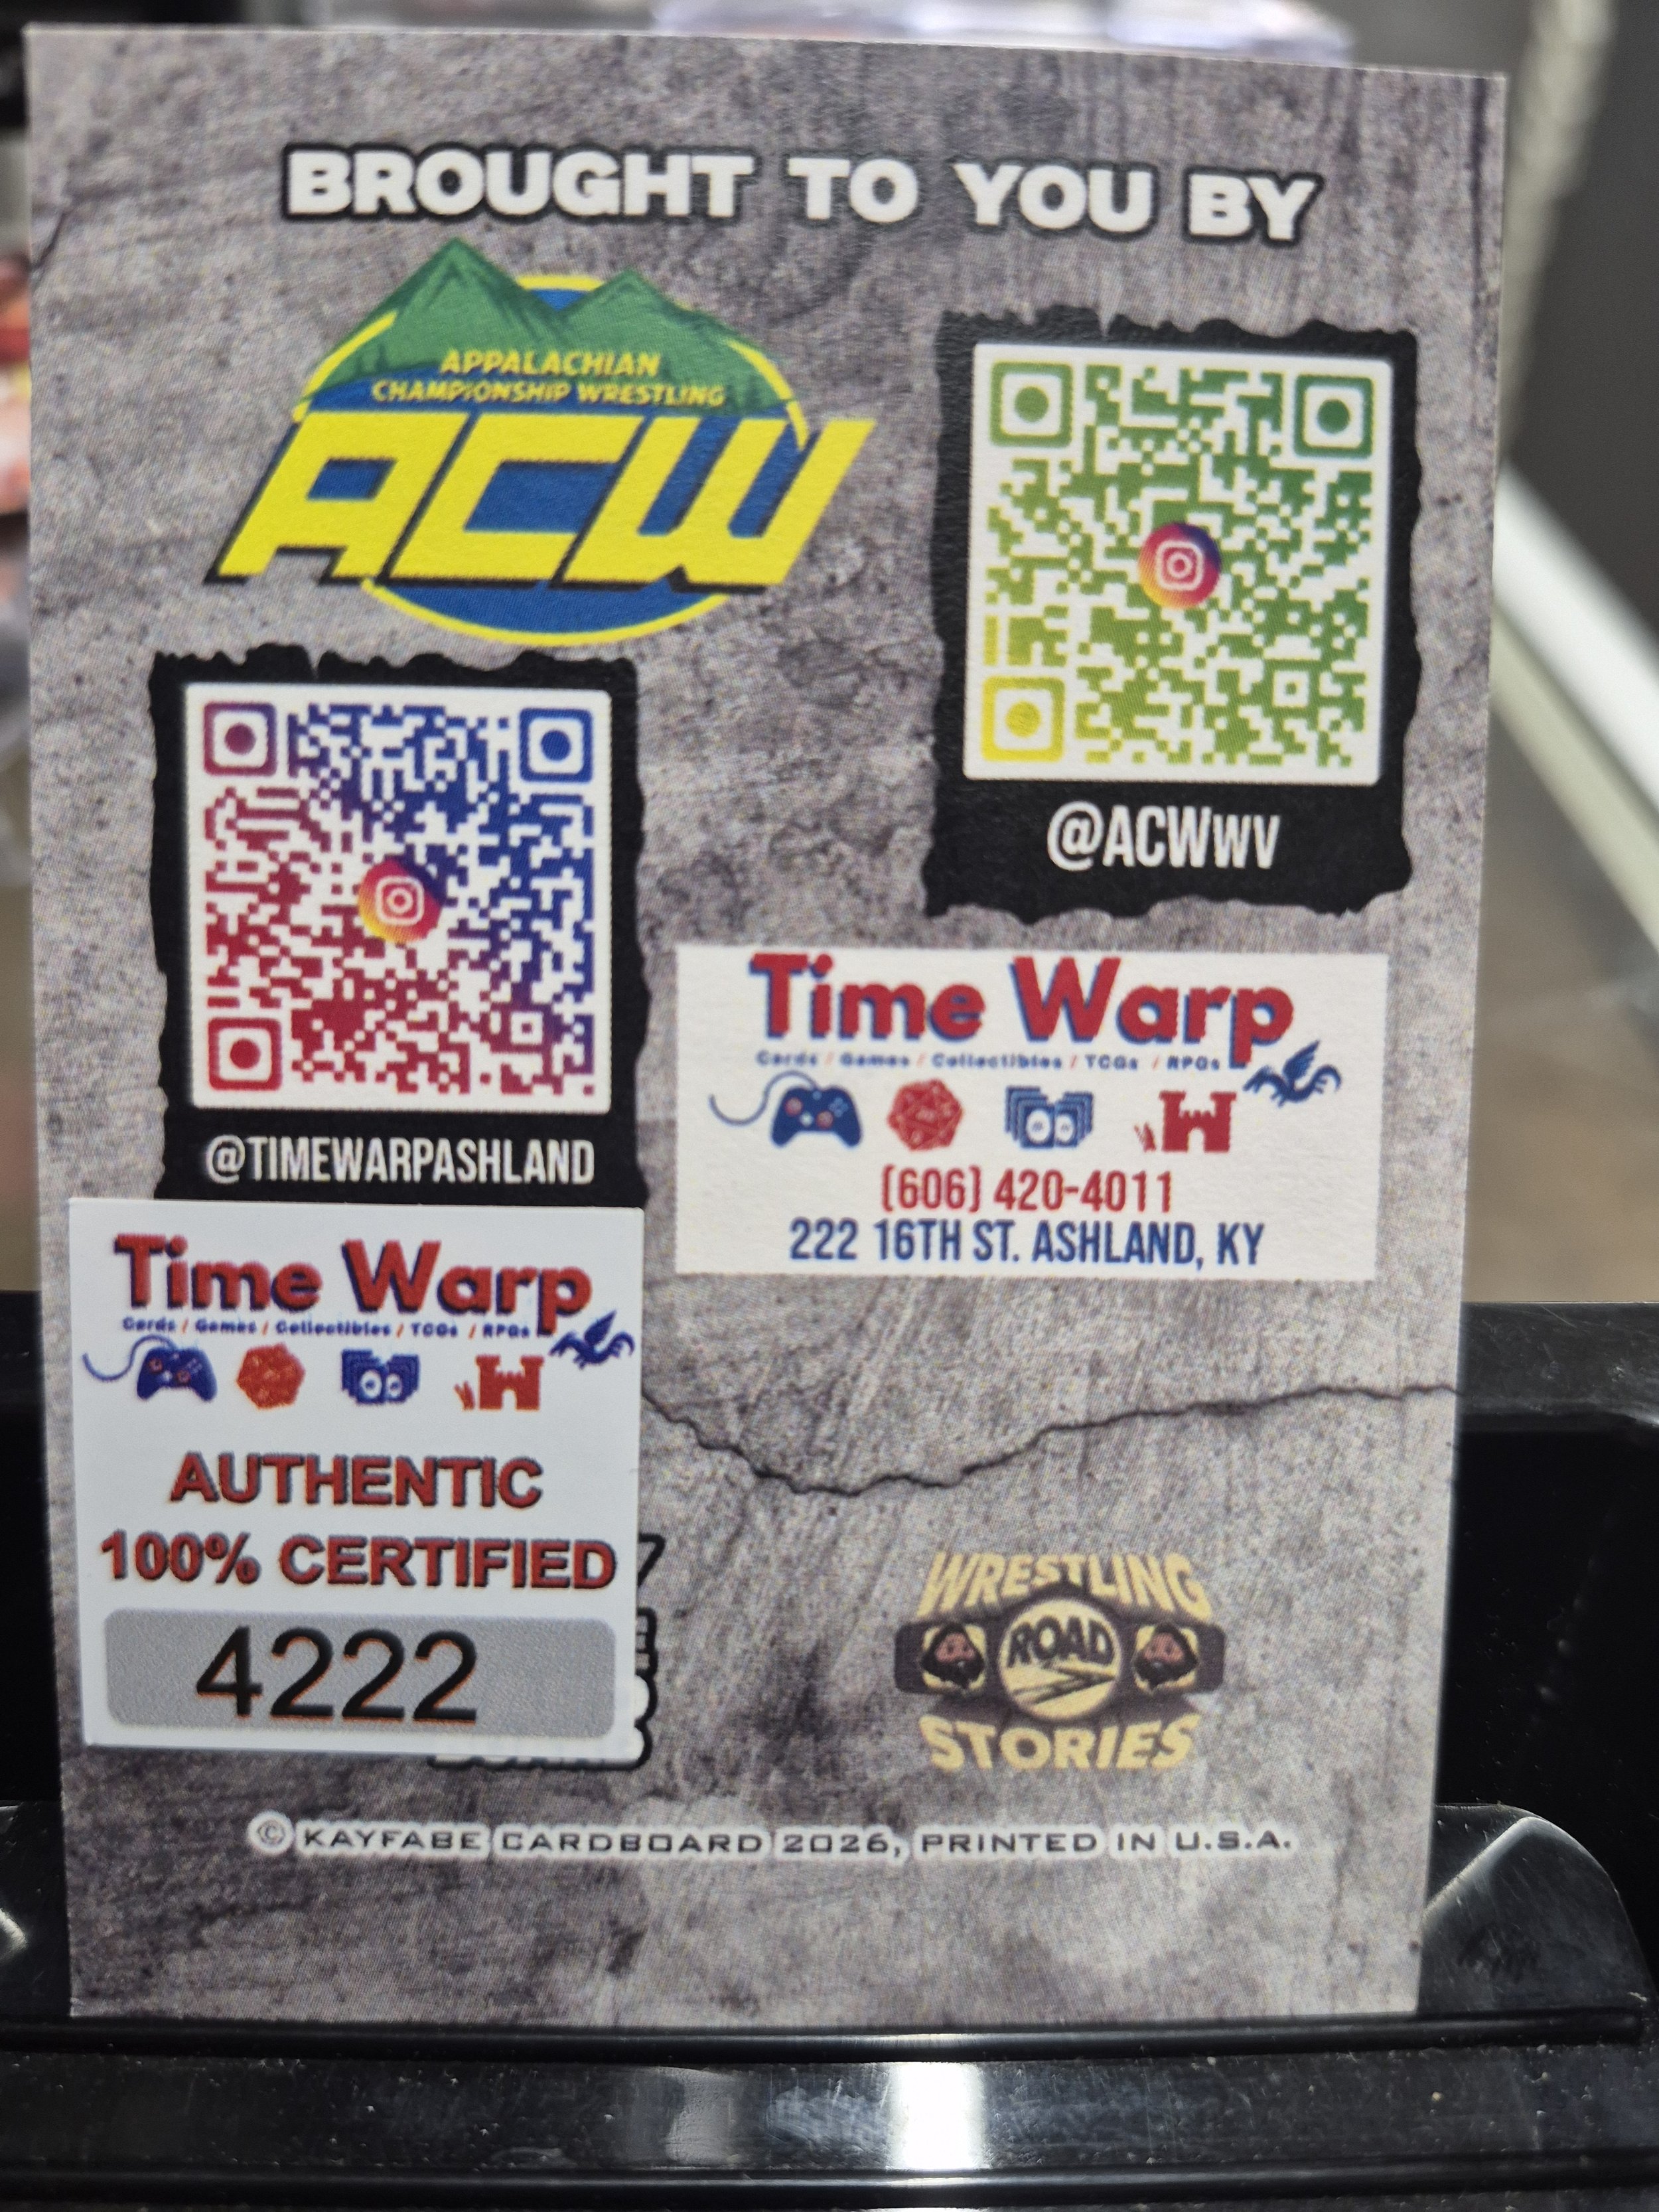 BROUGHT TO YOU BY
APPALACHIAN
CHAMPIONSHIP WRESTLING
ACW
@ACWWV
@TIMEWARPASHLAND
Time Warp
Cards / Games / Collectibles / TCGs / RPGs
(606) 420-4011
222 16TH ST. ASHLAND, KY
Time Warp
Cards / Games / Collectibles / TCGs / RPGs
AUTHENTIC
100% CERTIFIED
4222
WRESTLING
ROAD
STORIES
© KAYFABE CARDBOARD 2026, PRINTED IN U.S.A.